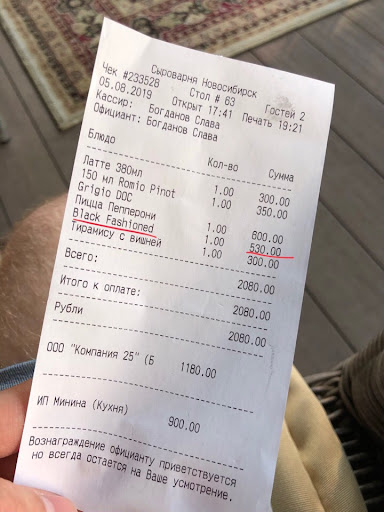 Сыроварня Новосибирск
Чек #233528 Стол # 63 Гостей 2
05.08.2019 Открыт 17:41 Печать 19:21
Кассир: Богданов Слава
Официант: Богданов Слава
Блюдо Кол-во Сумма
Латте 380мл 1.00 300.00
150 мл Romio Pinot 1.00 350.00
Grigio DOC
Пицца Пепперони 1.00 600.00
Black Fashioned 1.00 530.00
Тирамису с вишней 1.00 300.00
Всего: 2080.00
Итого к оплате: 2080.00
Рубли 2080.00
ООО "Компания 25" (Б 1180.00
ИП Минина (Кухня) 900.00
Вознаграждение официанту приветствуется
но всегда остается на Ваше усмотрение.